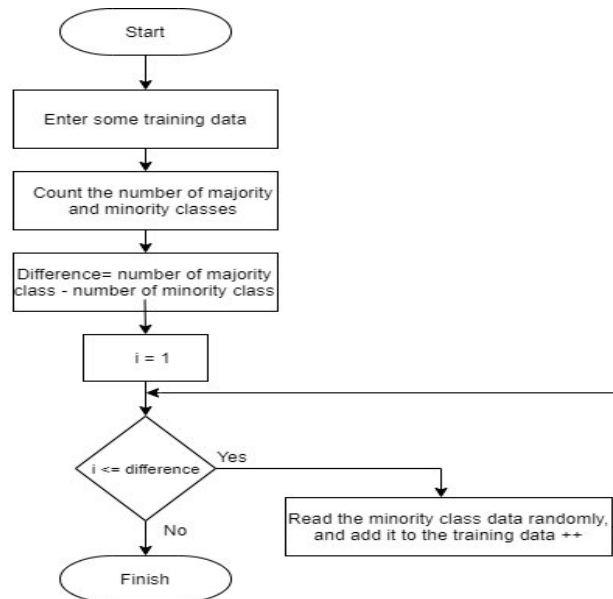 Start
Enter some training data
Count the number of majority
and minority classes
Difference= number of majority
class - number of minority class
i = 1
i <= difference
Yes
Read the minority class data randomly,
and add it to the training data ++
No
Finish